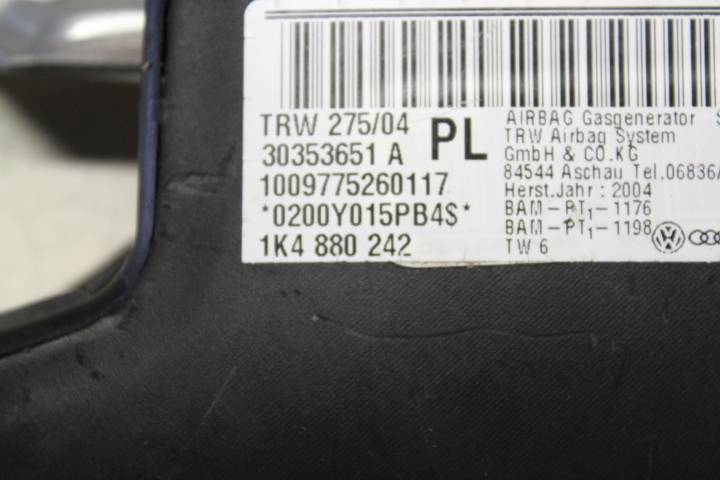 TRW 275/04
30353651 A
PL
1009775260117
*0200Y015PB4S*
1K4 880 242
AIRBAG Gasgenerator
TRW Airbag System
GmbH & CO.KG
84544 Aschau Tel.06836/
Herst.Jahr : 2004
BAM-PT1-1176
BAM-PT1-1198
TW 6